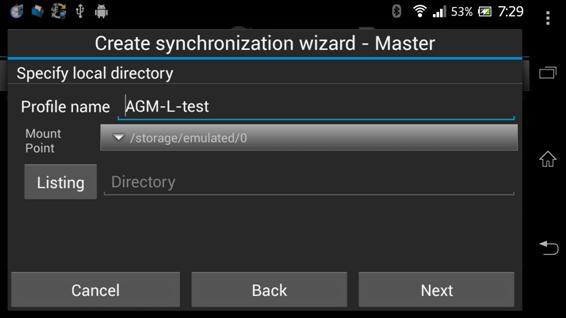 53% 7:29
Create synchronization wizard - Master
Specify local directory
Profile name AGM-L-test
Mount
Point
/storage/emulated/0
Listing Directory
Cancel Back Next